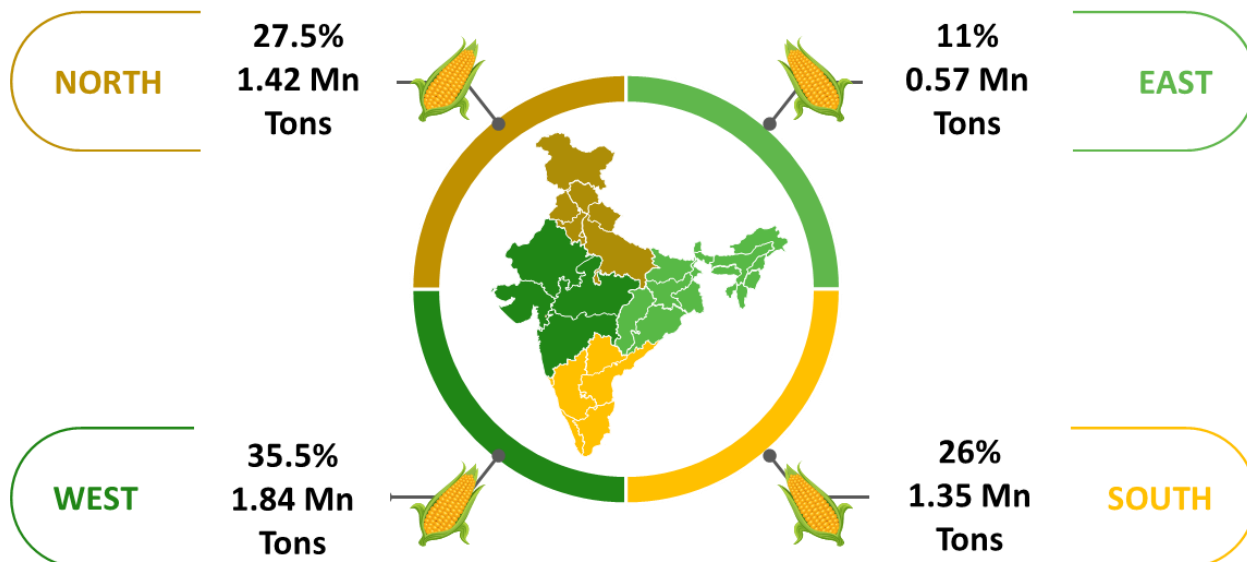 NORTH
27.5%
1.42 Mn
Tons
11%
0.57 Mn
Tons
EAST
WEST
35.5%
1.84 Mn
Tons
26%
1.35 Mn
Tons
SOUTH